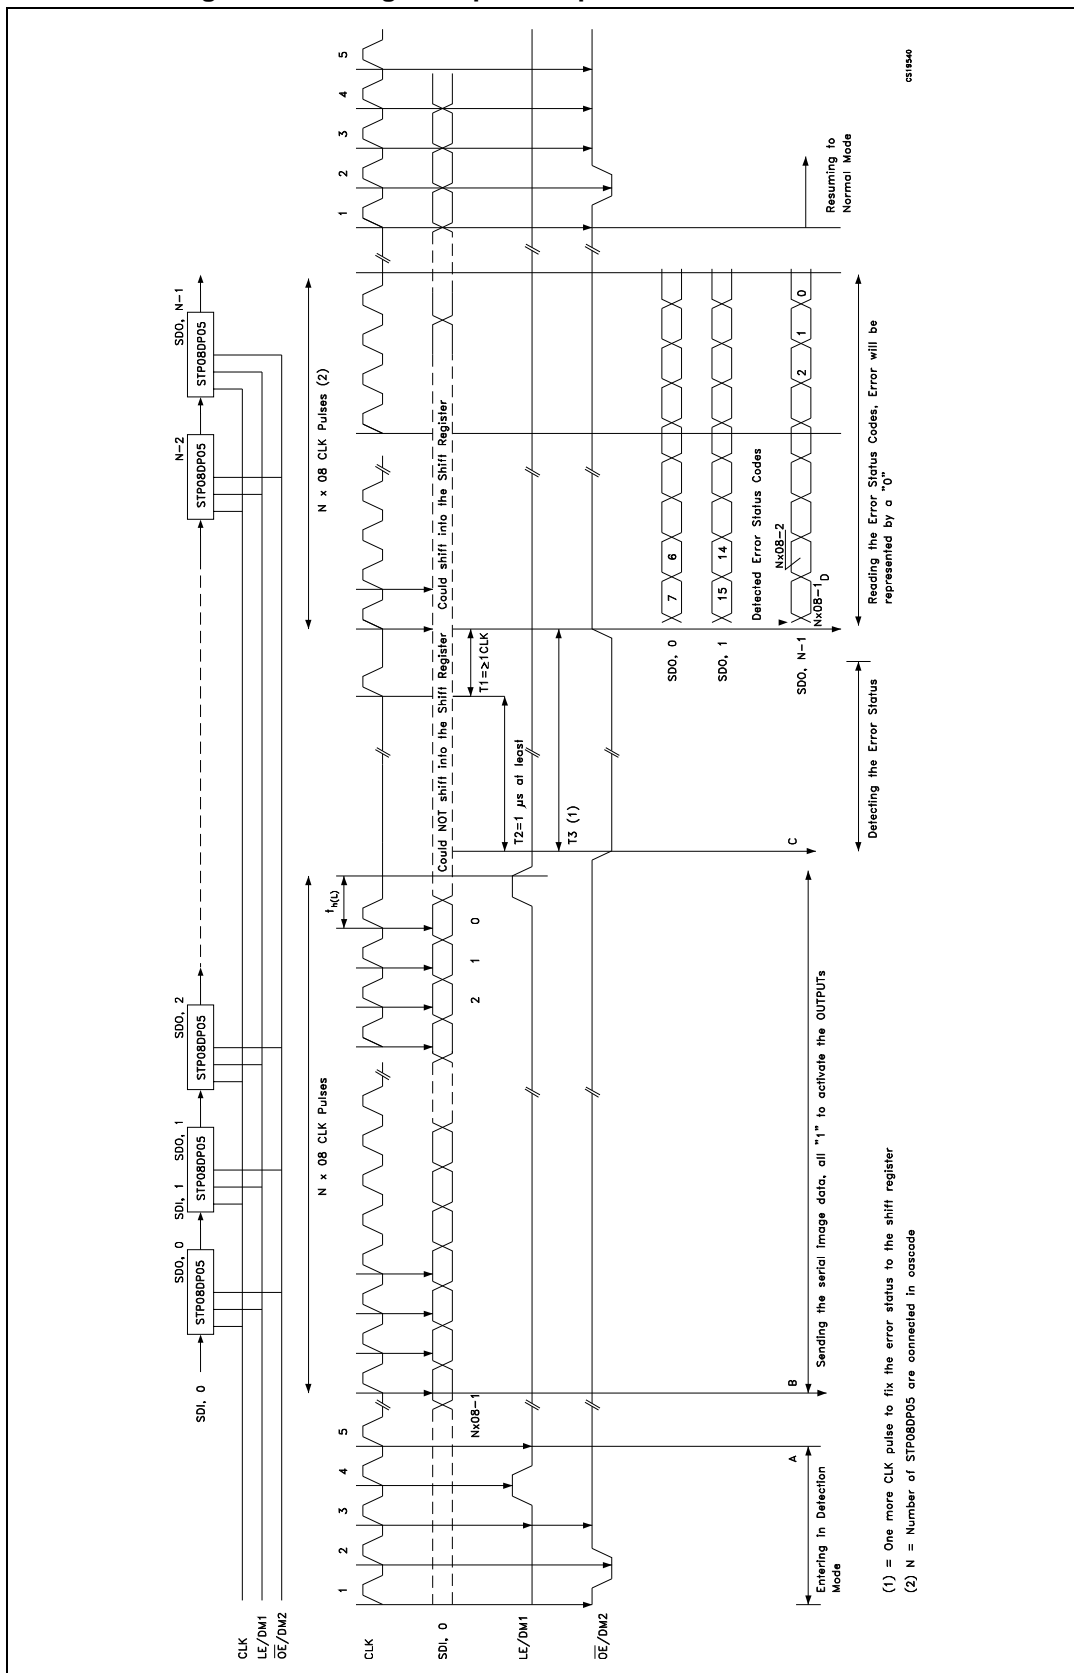 SDI, 0
STP08DP05
SDO, 0
SDI, 1
STP08DP05
SDO, 1
STP08DP05
SDO, 2
STP08DP05
N-2
STP08DP05
SDO, N-1
CLK
LE/DM1
OE/DM2
N x 08 CLK Pulses
N x 08 CLK Pulses (2)
th(L)
1 2 3 4 5
1 2 3 4 5
CLK
SDI, 0
Could NOT shift into the Shift Register
Could shift into the Shift Register
Nx08-1
2 1 0
T1=≥1CLK
T2=1 µs at least
LE/DM1
T3 (1)
OE/DM2
SDO, 0
7 6
SDO, 1
15 14
Detected Error Status Codes
Nx08-2
SDO, N-1
2 1 0
Nx08-1
D
A
B
C
Entering in Detection
Mode
Sending the serial image data, all "1" to activate the OUTPUTs
Detecting the Error Status
Reading the Error Status Codes, Error will be
represented by a "0"
Resuming to
Normal Mode
(1) = One more CLK pulse to fix the error status to the shift register
(2) N = Number of STP08DP05 are connected in cascode
CS19540